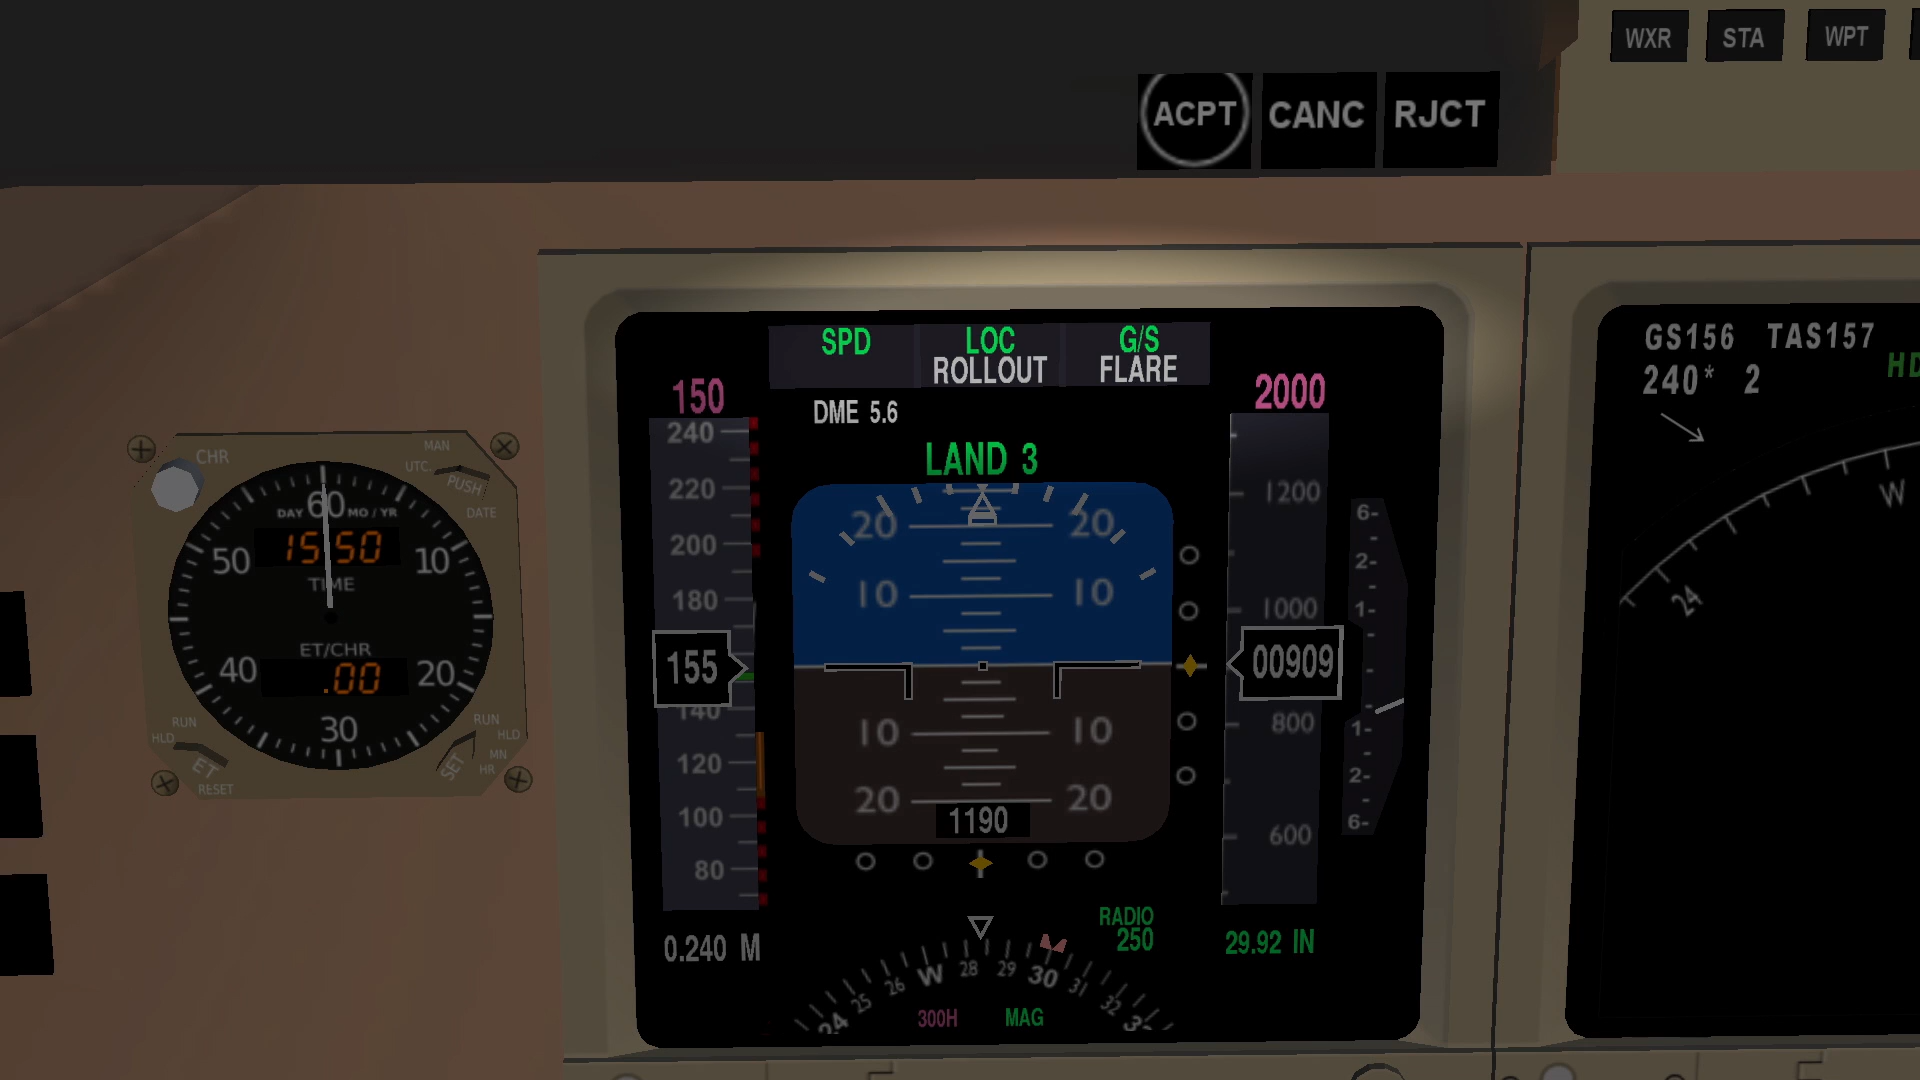 WXR STA WPT
ACPT CANC RJCT
SPD LOC G/S
ROLLOUT FLARE
150 2000
DME 5.6
LAND 3
240
220
200
180
155
140
120
100
80
0.240 M
20 20
10 10
10 10
20 20
1190
1200
1000
00909
800
600
6-
2-
1-
1-
2-
6-
RADIO
250
29.92 IN
24 25 26 W 28 29 30 31 32
300H MAG
GS156 TAS157
240* 2
24 W
CHR
MAN
UTC
PUSH
DATE
60
DAY MO / YR
15 50
50 10
TIME
ET/CHR
.00
40 20
30
RUN
HLD
ET
RESET
RUN
HLD
MN
HR
SET